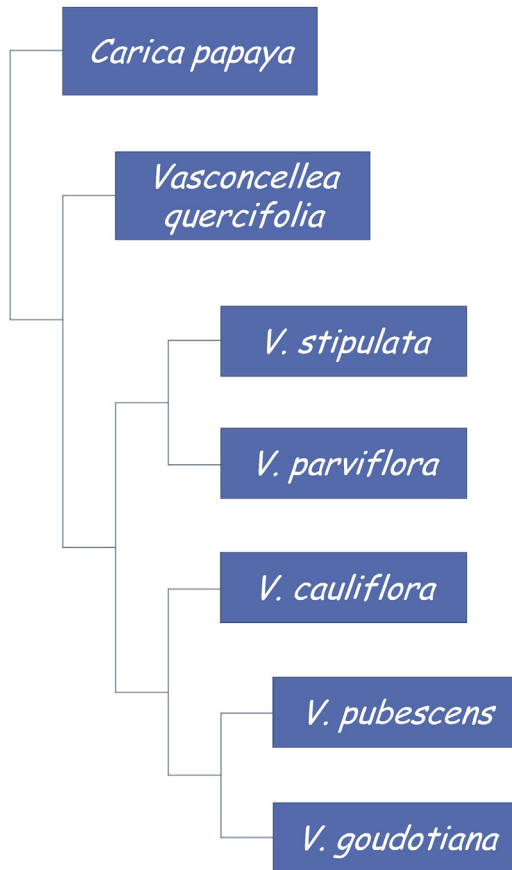 Carica papaya
Vasconcellea
quercifolia
V. stipulata
V. parviflora
V. cauliflora
V. pubescens
V. goudotiana